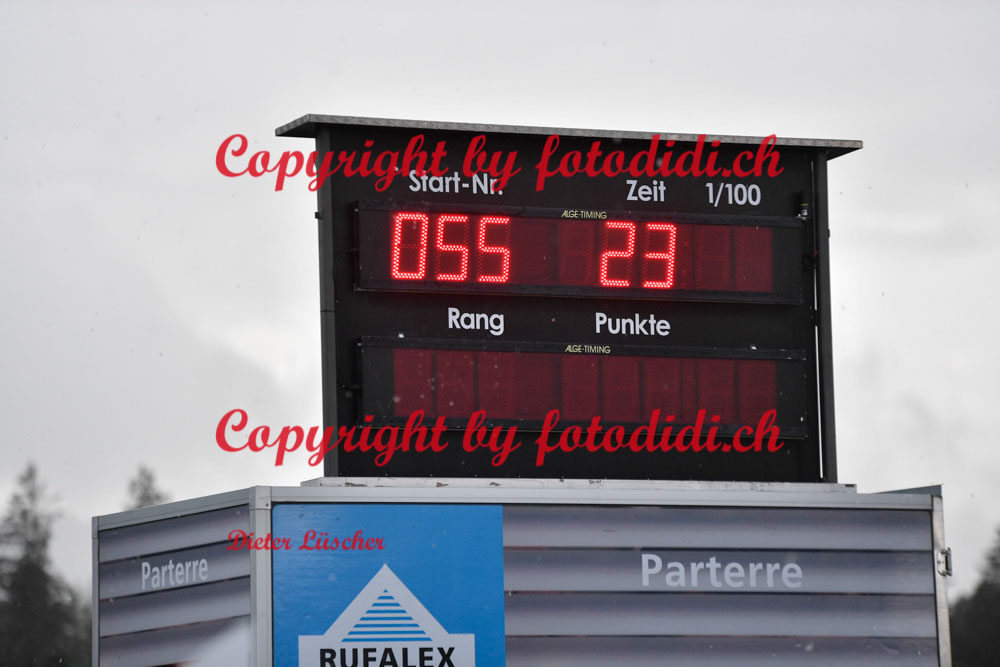 Copyright by fotodidi.ch
Start-Nr. Zeit 1/100
ALGE-TIMING
055 23
Rang Punkte
ALGE-TIMING
Copyright by fotodidi.ch
Dieter Lüscher
Parterre Parterre
RUFALEX